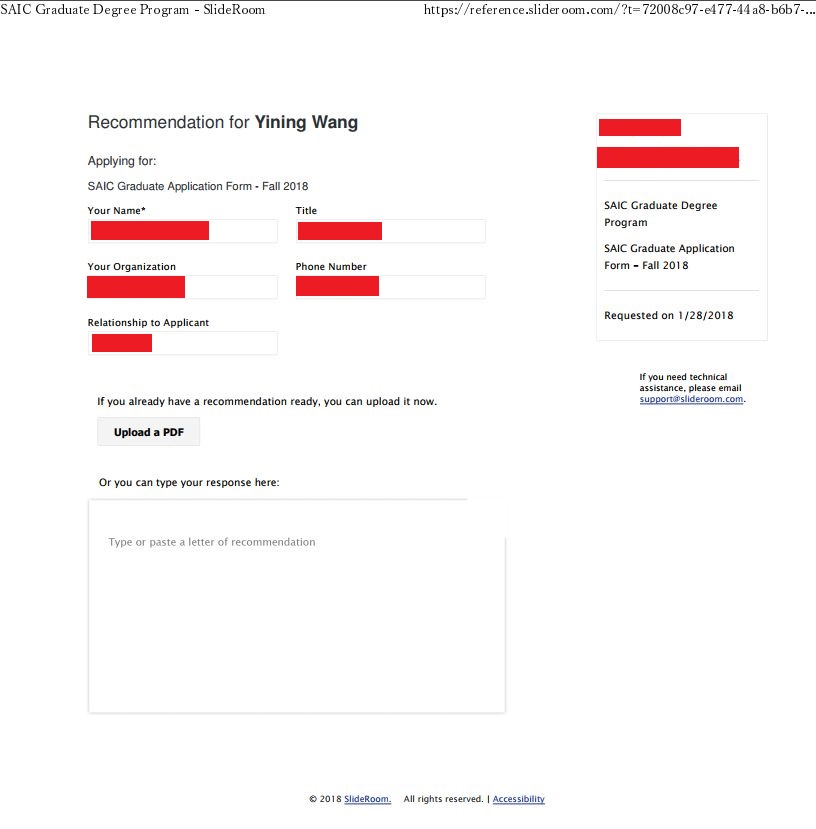 SAIC Graduate Degree Program - SlideRoom
https://reference.slideroom.com/?t=72008c97-e477-44a8-b6b7-...
Recommendation for Yining Wang
Applying for:
SAIC Graduate Application Form - Fall 2018
Your Name*
Title
Your Organization
Phone Number
Relationship to Applicant
If you already have a recommendation ready, you can upload it now.
Upload a PDF
Or you can type your response here:
Type or paste a letter of recommendation
SAIC Graduate Degree
Program
SAIC Graduate Application
Form – Fall 2018
Requested on 1/28/2018
If you need technical
assistance, please email
support@slideroom.com.
© 2018 SlideRoom. All rights reserved. | Accessibility